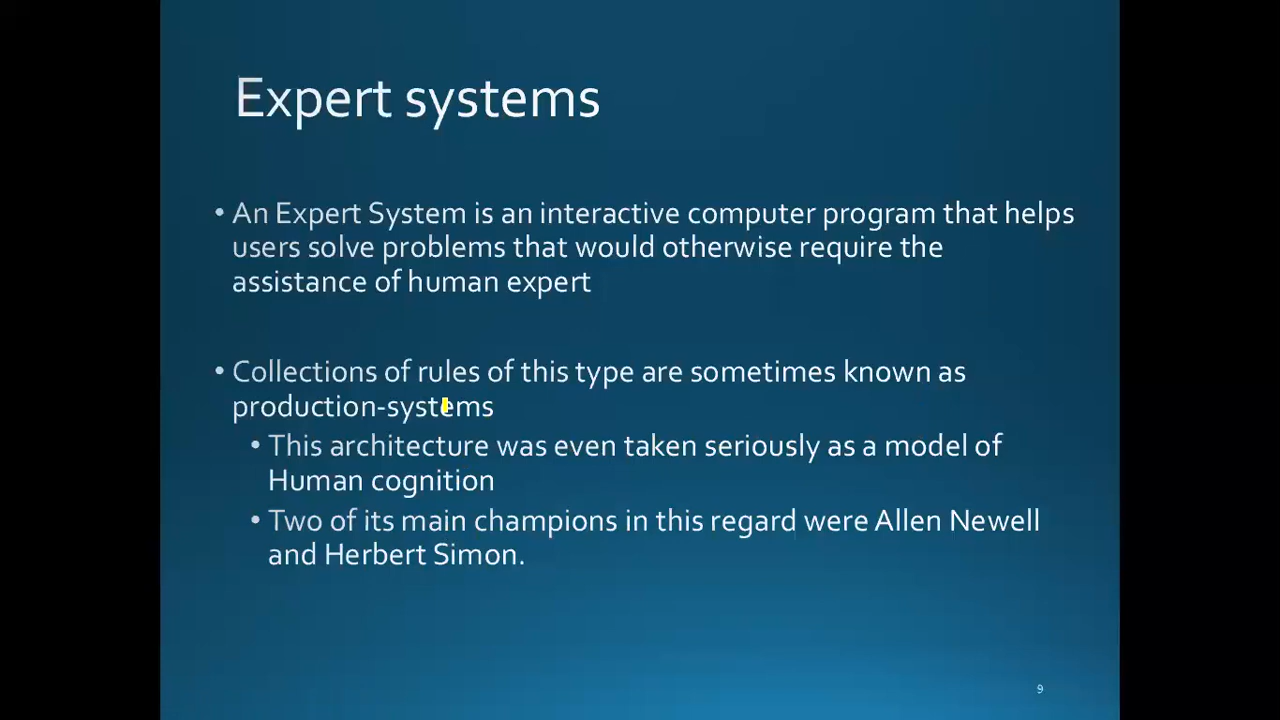 Expert systems
• An Expert System is an interactive computer program that helps
users solve problems that would otherwise require the
assistance of human expert
• Collections of rules of this type are sometimes known as
production-systems
• This architecture was even taken seriously as a model of
Human cognition
• Two of its main champions in this regard were Allen Newell
and Herbert Simon.
9